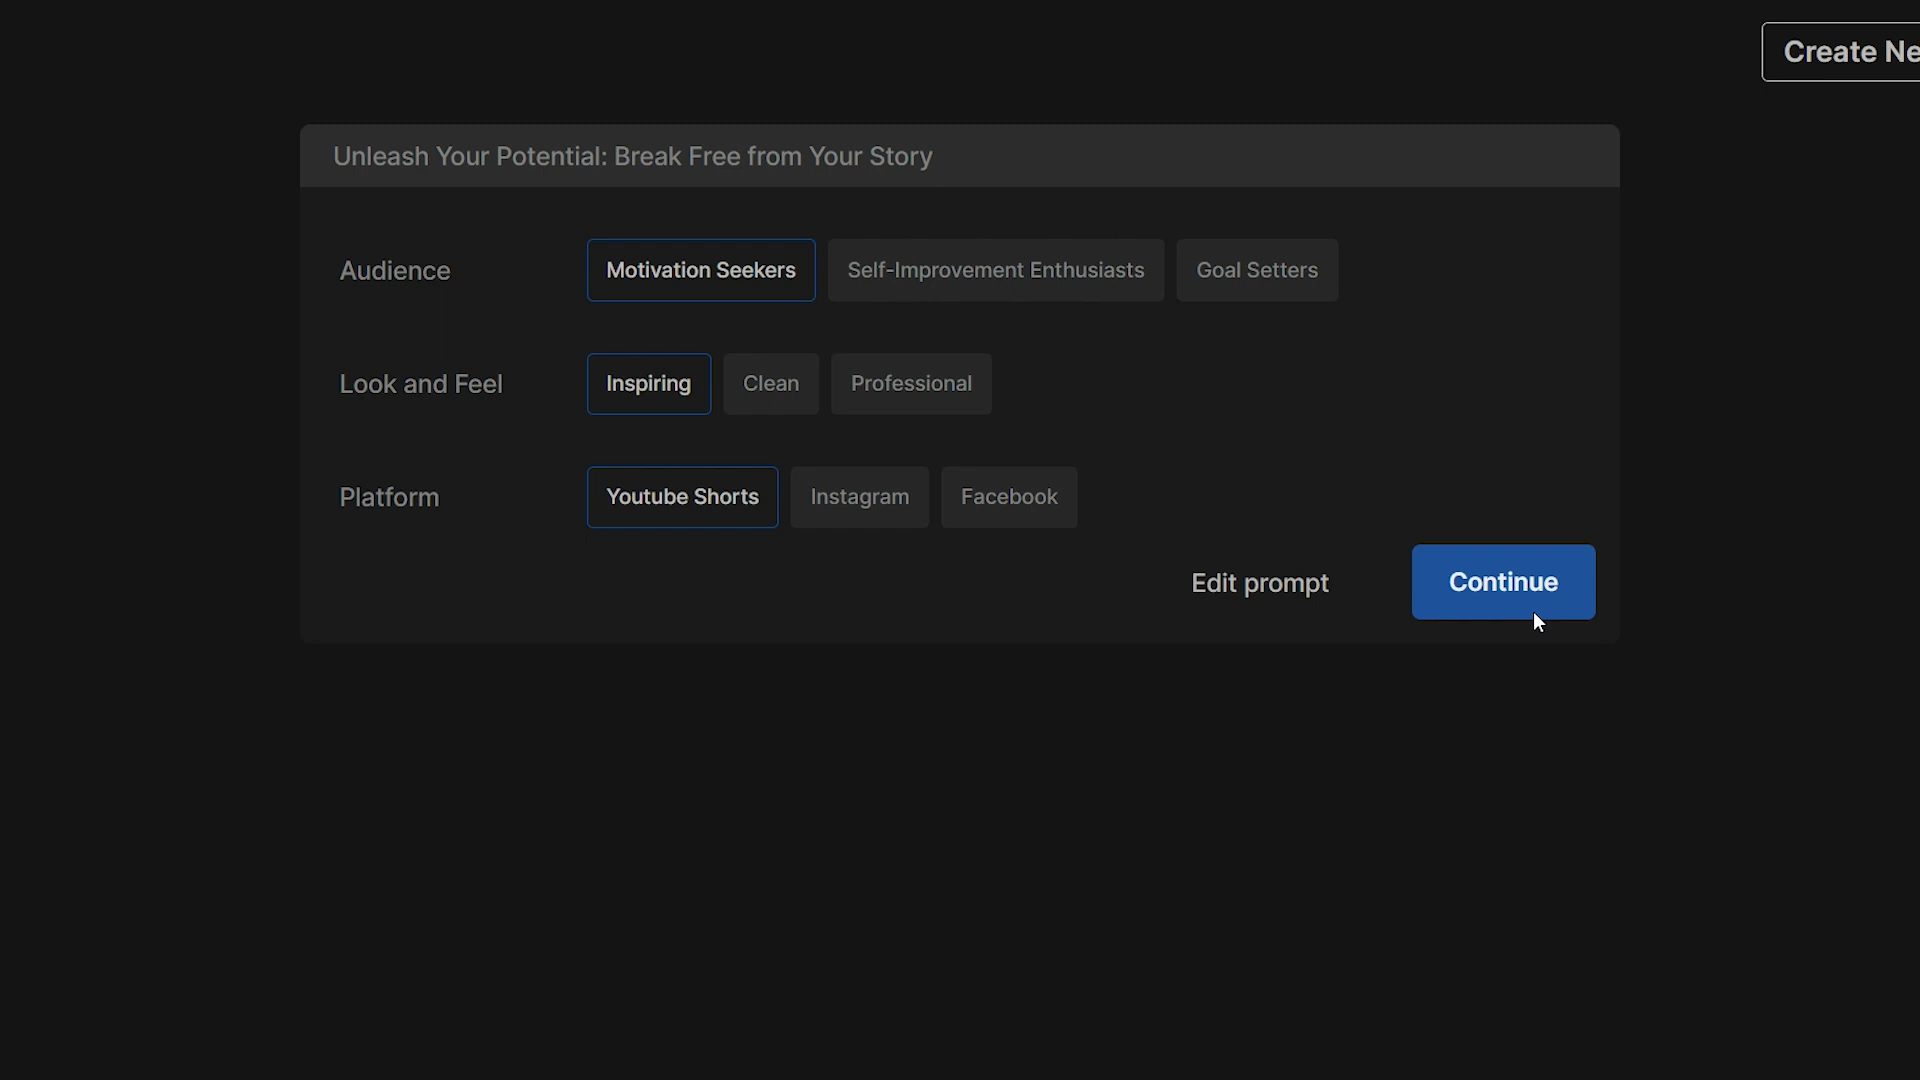 Create Ne
Unleash Your Potential: Break Free from Your Story
Audience
Motivation Seekers
Self-Improvement Enthusiasts
Goal Setters
Look and Feel
Inspiring
Clean
Professional
Platform
Youtube Shorts
Instagram
Facebook
Edit prompt
Continue